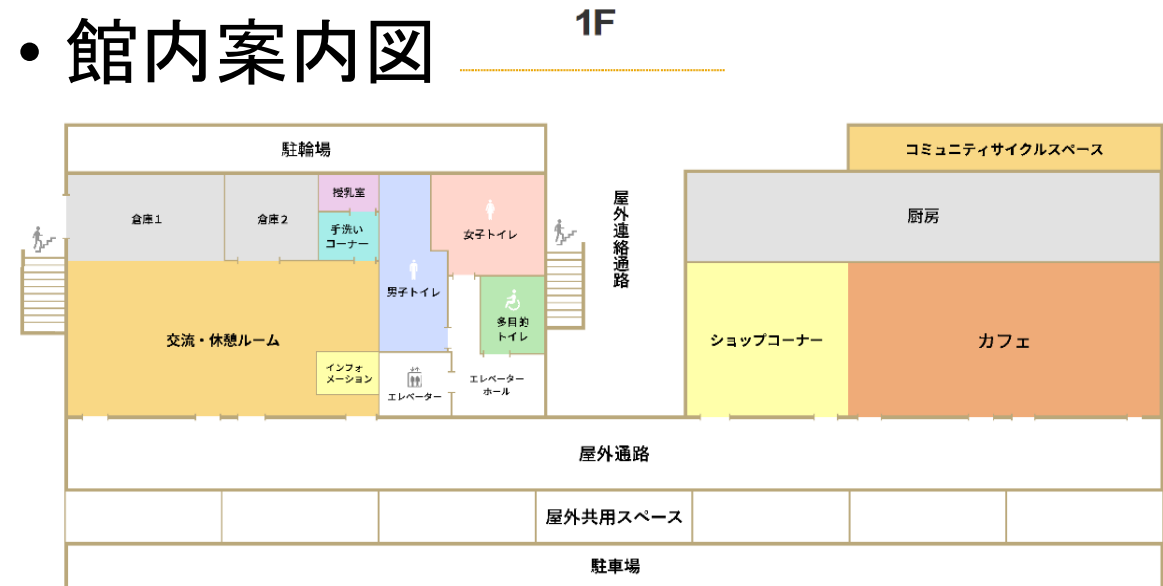 • 館内案内図
1F
駐輪場
コミュニティサイクルスペース
倉庫1
倉庫2
授乳室
手洗い
コーナー
女子トイレ
男子トイレ
多目的
トイレ
屋外連絡通路
厨房
交流・休憩ルーム
インフォ
メーション
エレベーター
エレベーター
ホール
ショップコーナー
カフェ
屋外通路
屋外共用スペース
駐車場